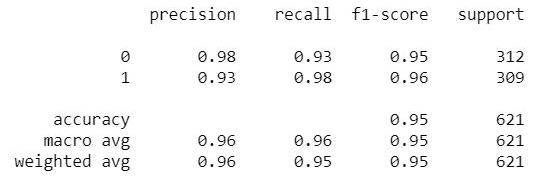 precision recall f1-score support
0 0.98 0.93 0.95 312
1 0.93 0.98 0.96 309
accuracy 0.95 621
macro avg 0.96 0.96 0.95 621
weighted avg 0.96 0.95 0.95 621